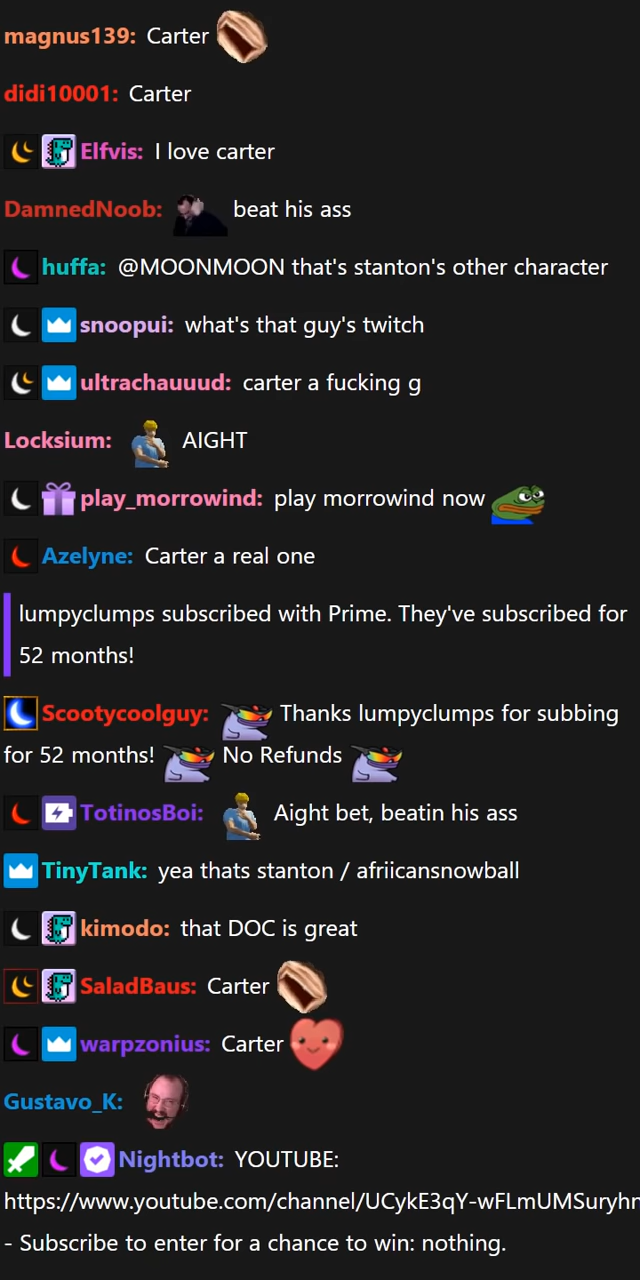 magnus139: Carter
didi10001: Carter
Elfvis: I love carter
DamnedNoob: beat his ass
huffa: @MOONMOON that's stanton's other character
snoopui: what's that guy's twitch
ultrachauuud: carter a fucking g
Locksium: AIGHT
play_morrowind: play morrowind now
Azelyne: Carter a real one
lumpyclumps subscribed with Prime. They've subscribed for
52 months!
Scootycoolguy: Thanks lumpyclumps for subbing
for 52 months! No Refunds
TotinosBoi: Aight bet, beatin his ass
TinyTank: yea thats stanton / afriicansnowball
kimodo: that DOC is great
SaladBaus: Carter
warpzonius: Carter
Gustavo_K:
Nightbot: YOUTUBE:
https://www.youtube.com/channel/UCykE3qY-wFLmUMSuryhn
- Subscribe to enter for a chance to win: nothing.